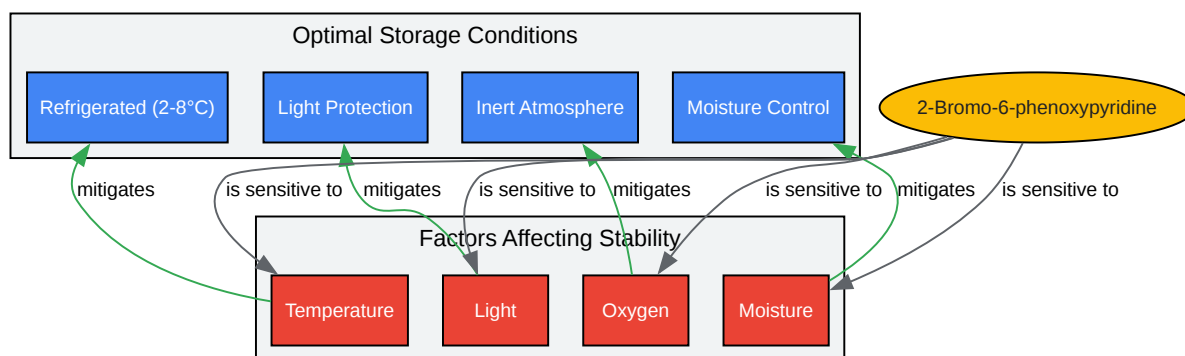 Optimal Storage Conditions
Refrigerated (2-8°C)
Light Protection
Inert Atmosphere
Moisture Control
2-Bromo-6-phenoxypyridine
mitigates
is sensitive to
mitigates
is sensitive to
mitigates
is sensitive to
mitigates
is sensitive to
Factors Affecting Stability
Temperature
Light
Oxygen
Moisture